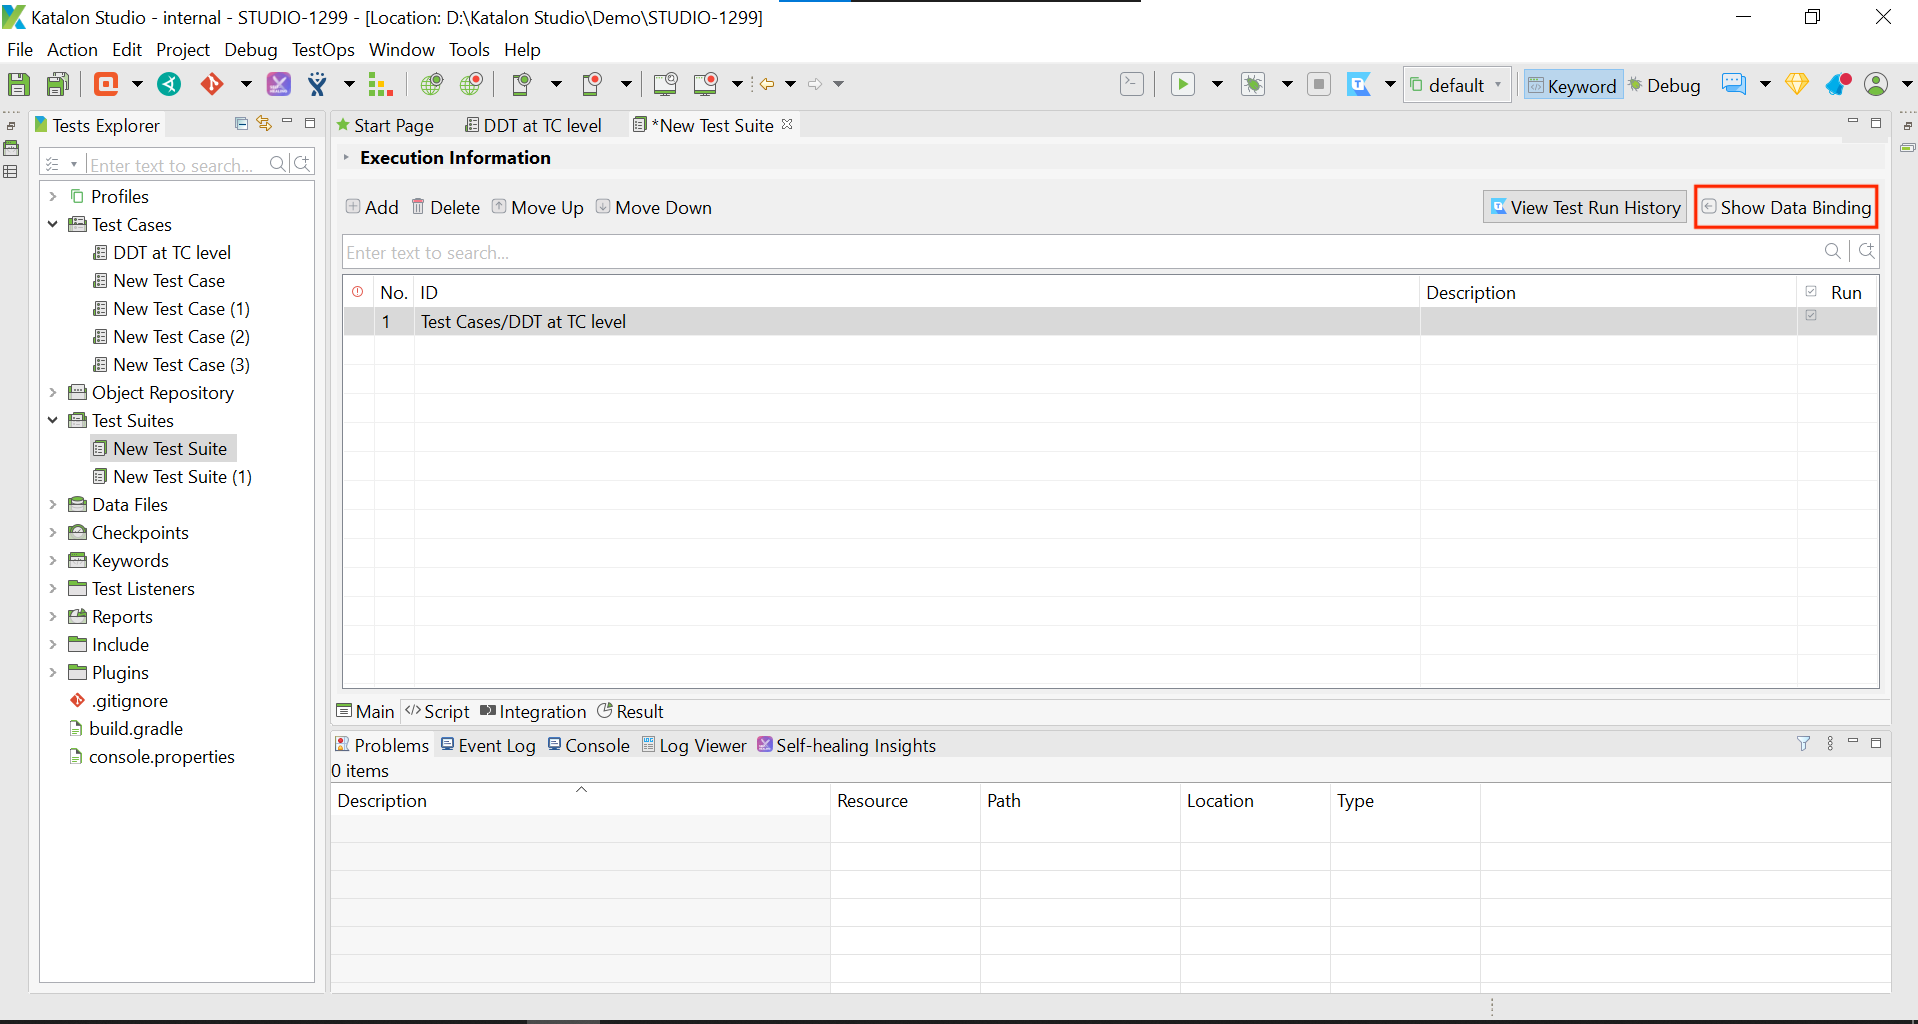 Katalon Studio - internal - STUDIO-1299 - [Location: D:\Katalon Studio\Demo\STUDIO-1299]
File Action Edit Project Debug TestOps Window Tools Help
default Keyword Debug
Tests Explorer
Enter text to search...
Profiles
Test Cases
DDT at TC level
New Test Case
New Test Case (1)
New Test Case (2)
New Test Case (3)
Object Repository
Test Suites
New Test Suite
New Test Suite (1)
Data Files
Checkpoints
Keywords
Test Listeners
Reports
Include
Plugins
.gitignore
build.gradle
console.properties
Start Page DDT at TC level *New Test Suite
Execution Information
Add Delete Move Up Move Down View Test Run History Show Data Binding
Enter text to search...
No. ID Description Run
1 Test Cases/DDT at TC level
Main Script Integration Result
Problems Event Log Console Log Viewer Self-healing Insights
0 items
Description Resource Path Location Type